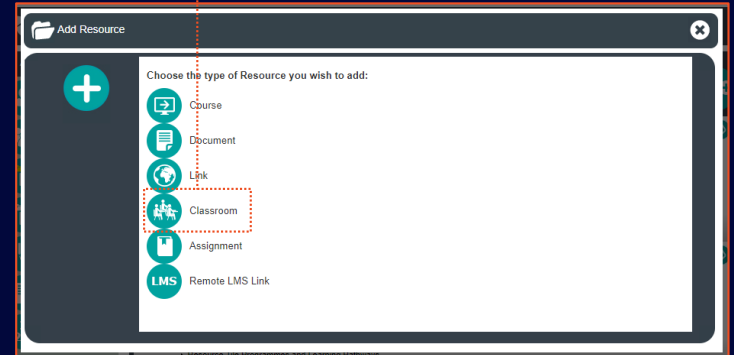 Add Resource
Choose the type of Resource you wish to add:
Course
Document
Link
Classroom
Assignment
LMS Remote LMS Link